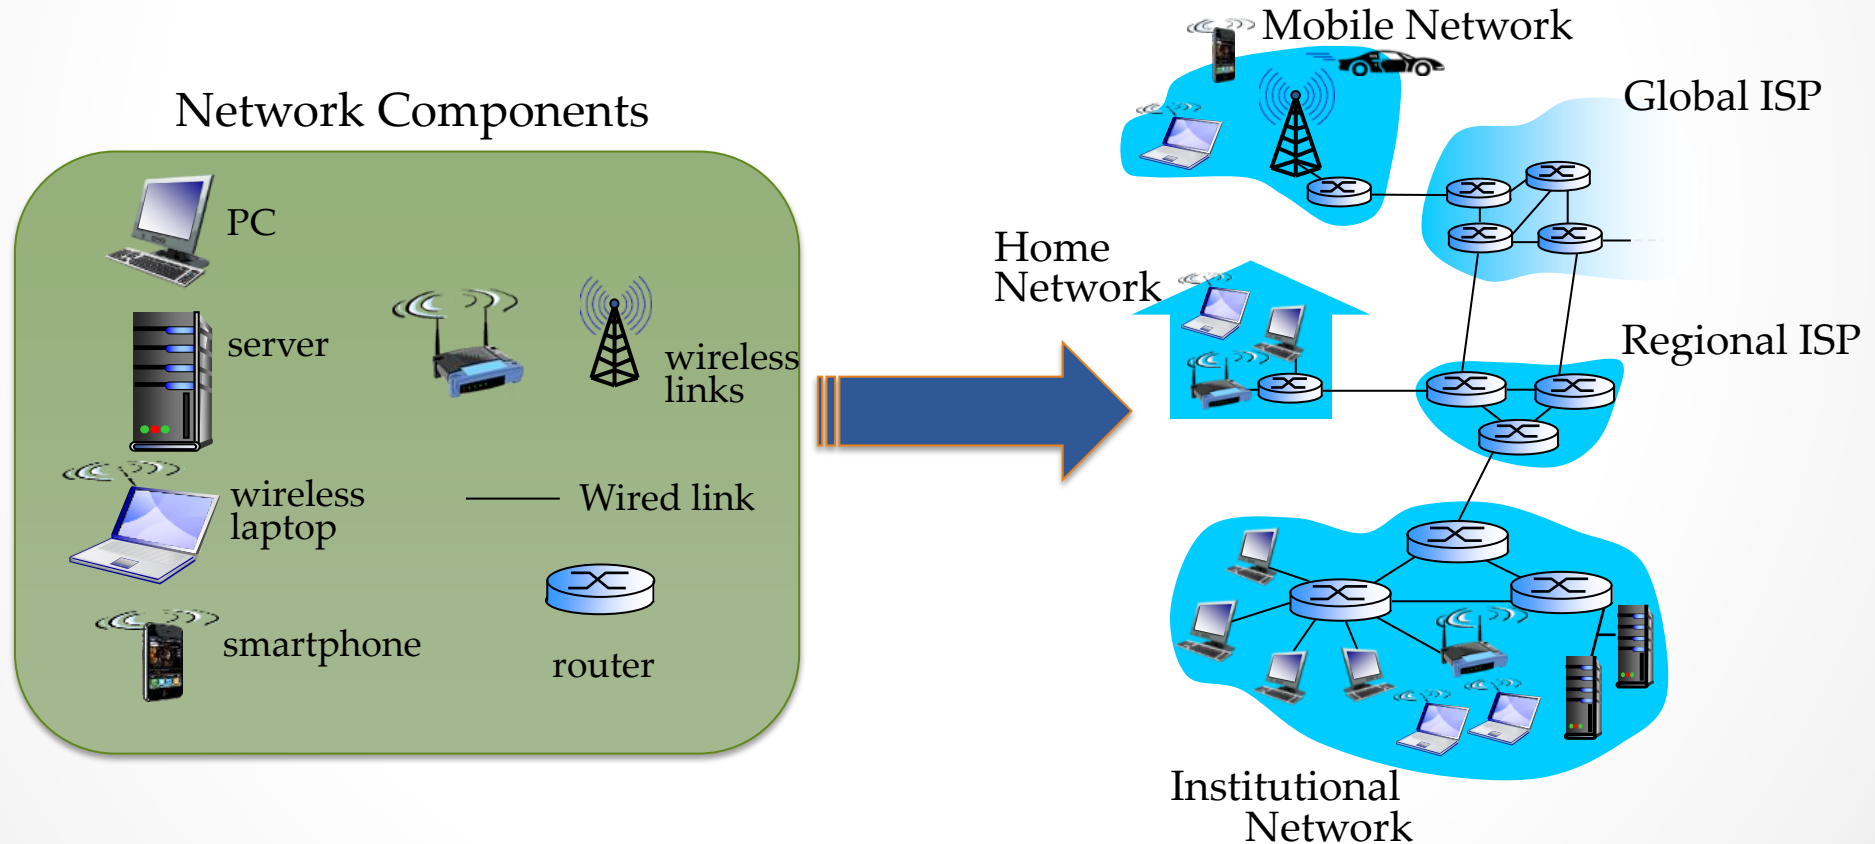 Network Components
PC
server
wireless
laptop
smartphone
wireless
links
Wired link
router
Mobile Network
Global ISP
Home
Network
Regional ISP
Institutional
Network